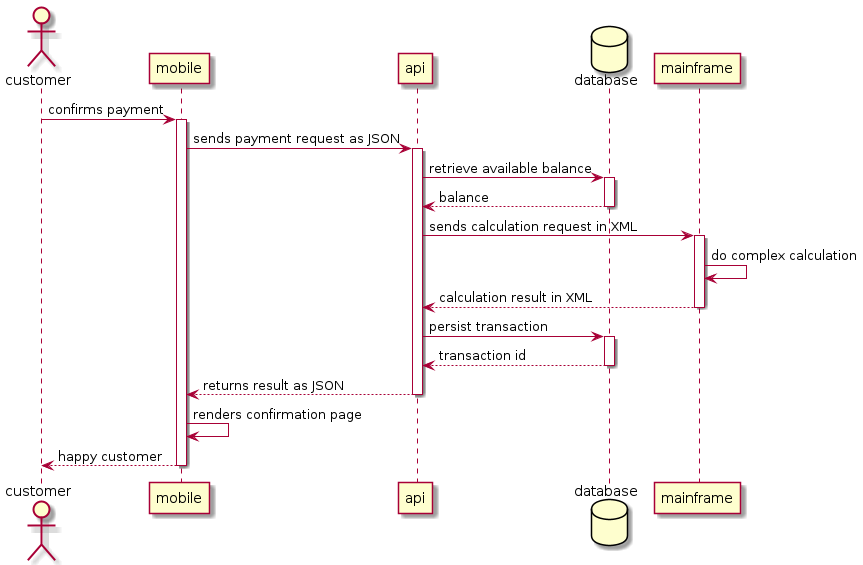 customer
mobile
api
database
mainframe
confirms payment
sends payment request as JSON
retrieve available balance
balance
sends calculation request in XML
do complex calculation
calculation result in XML
persist transaction
transaction id
returns result as JSON
renders confirmation page
happy customer
customer
mobile
api
database
mainframe